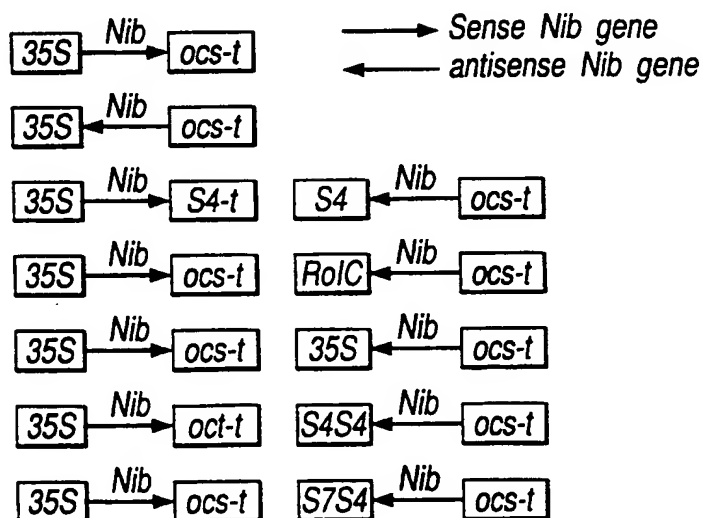 Nib
35S ocs-t
Sense Nib gene
antisense Nib gene
Nib
35S ocs-t
Nib Nib
35S S4-t S4 ocs-t
Nib Nib
35S ocs-t RolC ocs-t
Nib Nib
35S ocs-t 35S ocs-t
Nib Nib
35S oct-t S4S4 ocs-t
Nib Nib
35S ocs-t S7S4 ocs-t